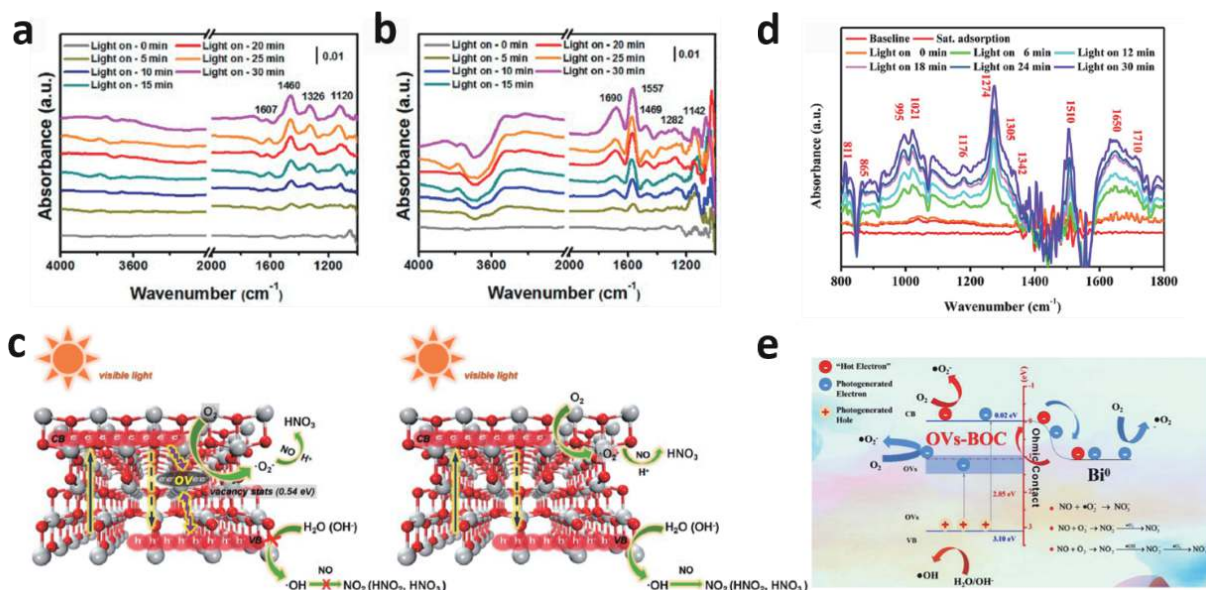 a
Light on - 0 min Light on - 20 min
Light on - 5 min Light on - 25 min
Light on - 10 min Light on - 30 min
Light on - 15 min
0.01
1607
1460
1326
1120
Absorbance (a.u.)
4000 3600 2000 1600 1200
Wavenumber (cm⁻¹)
b
Light on - 0 min Light on - 20 min
Light on - 5 min Light on - 25 min
Light on - 10 min Light on - 30 min
Light on - 15 min
0.01
1690
1557
1469
1282
1142
Absorbance (a.u.)
4000 3600 2000 1600 1200
Wavenumber (cm⁻¹)
d
Baseline Sat. adsorption
Light on 0 min Light on 6 min Light on 12 min
Light on 18 min Light on 24 min Light on 30 min
811
865
995
1021
1176
1274
1305
1342
1510
1650
1710
Absorbance (a.u.)
800 1000 1200 1400 1600 1800
Wavenumber (cm⁻¹)
c
visible light
O₂
HNO₃
NO H⁺
·O₂⁻
CB e⁻ e⁻ e⁻ e⁻ e⁻
OV
vacancy stats (0.54 eV)
H₂O (OH⁻)
h⁺ h⁺ h⁺ h⁺ VB
·OH NO NO₂ (HNO₂, HNO₃)
visible light
O₂
·O₂⁻ NO HNO₃
H⁺
CB e⁻ e⁻ e⁻ e⁻ e⁻
H₂O (OH⁻)
h⁺ h⁺ h⁺ h⁺ VB
·OH NO NO₂ (HNO₂, HNO₃)
e
"Hot Electron"
Photogenerated
Electron
Photogenerated
Hole
•O₂⁻
O₂
CB
0.02 eV
OVs-BOC
•O₂⁻
O₂
OVs
2.05 eV
OVs
VB
3.10 eV
•OH
H₂O/OH⁻
Ohmic Contact
O₂
•O₂⁻
Bi⁰
NO + •O₂⁻ → NO₃⁻